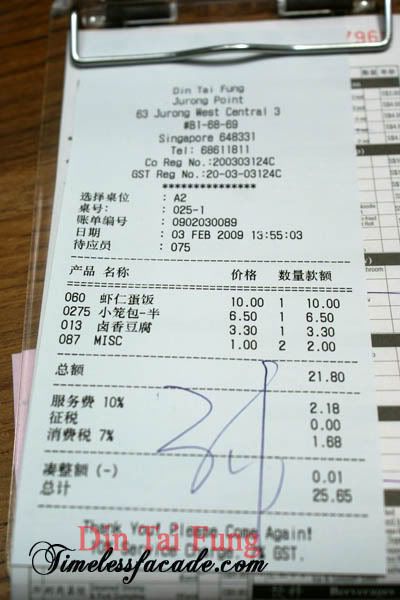 '96
Din Tai Fung
Jurong Point
63 Jurong West Central 3
#B1-68-69
Singapore 648331
Tel: 68611811
Co Reg No.:200303124C
GST Reg No.:20-03-03124C
***************
选择桌位 : A2
桌号: : 025-1
账单编号 : 0902030089
日期 : 03 FEB 2009 13:55:03
待应员 : 075
产品 名称 价格 数量款额
060 虾仁蛋饭 10.00 1 10.00
0275 小笼包-半 6.50 1 6.50
013 卤香豆腐 3.30 1 3.30
087 MISC 1.00 2 2.00
总额 21.80
服务费 10% 2.18
征税 0.00
消费税 7% 1.68
凑整额 (-) 0.01
总计 25.65
Thank You! Please Come Again!
Din Tai Fung
Service GST.
Timelessfacade.com